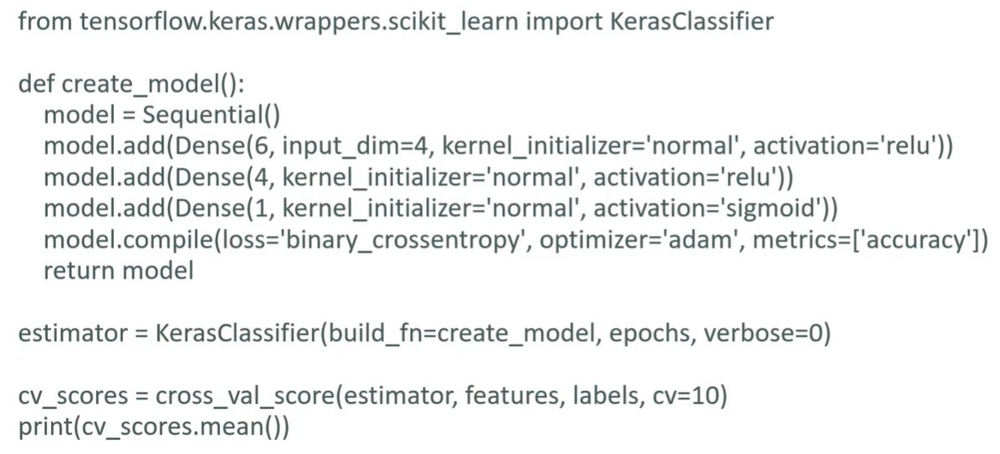 from tensorflow.keras.wrappers.scikit_learn import KerasClassifier
def create_model():
model = Sequential()
model.add(Dense(6, input_dim=4, kernel_initializer='normal', activation='relu'))
model.add(Dense(4, kernel_initializer='normal', activation='relu'))
model.add(Dense(1, kernel_initializer='normal', activation='sigmoid'))
model.compile(loss='binary_crossentropy', optimizer='adam', metrics=['accuracy'])
return model
estimator = KerasClassifier(build_fn=create_model, epochs, verbose=0)
cv_scores = cross_val_score(estimator, features, labels, cv=10)
print(cv_scores.mean())